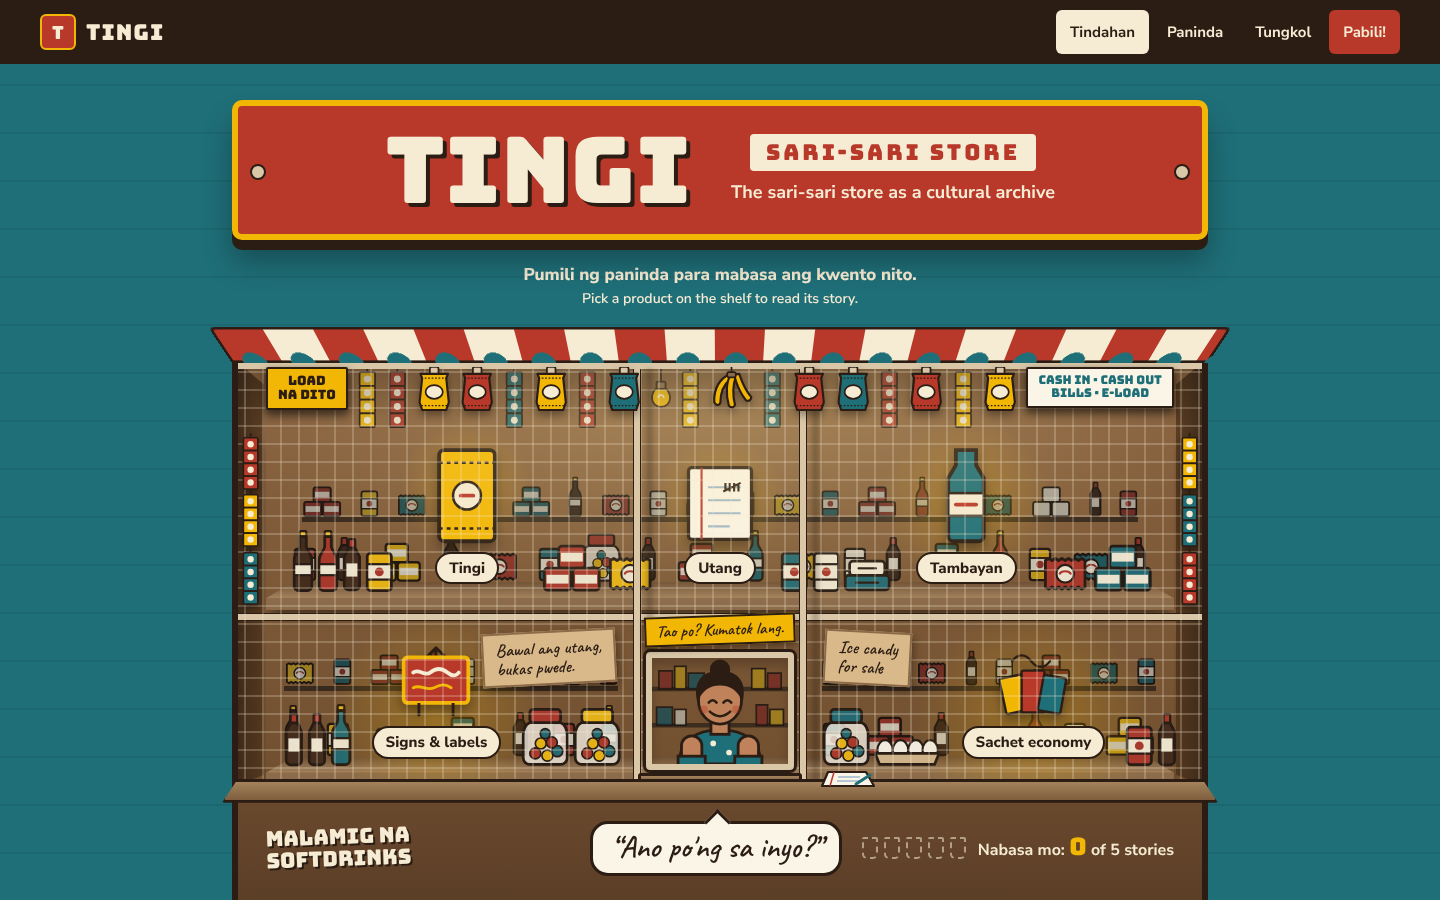 T TINGI
Tindahan
Paninda
Tungkol
Pabili!
TINGI
SARI-SARI STORE
The sari-sari store as a cultural archive
Pumili ng paninda para mabasa ang kwento nito.
Pick a product on the shelf to read its story.
LOAD
NA DITO
CASH IN • CASH OUT
BILLS • E-LOAD
Tingi
Utang
Tambayan
Bawal ang utang,
bukas pwede.
Tao po? Kumatok lang.
Ice candy
for sale
Signs & labels
Sachet economy
MALAMIG NA
SOFTDRINKS
“Ano po'ng sa inyo?”
Nabasa mo: 0 of 5 stories